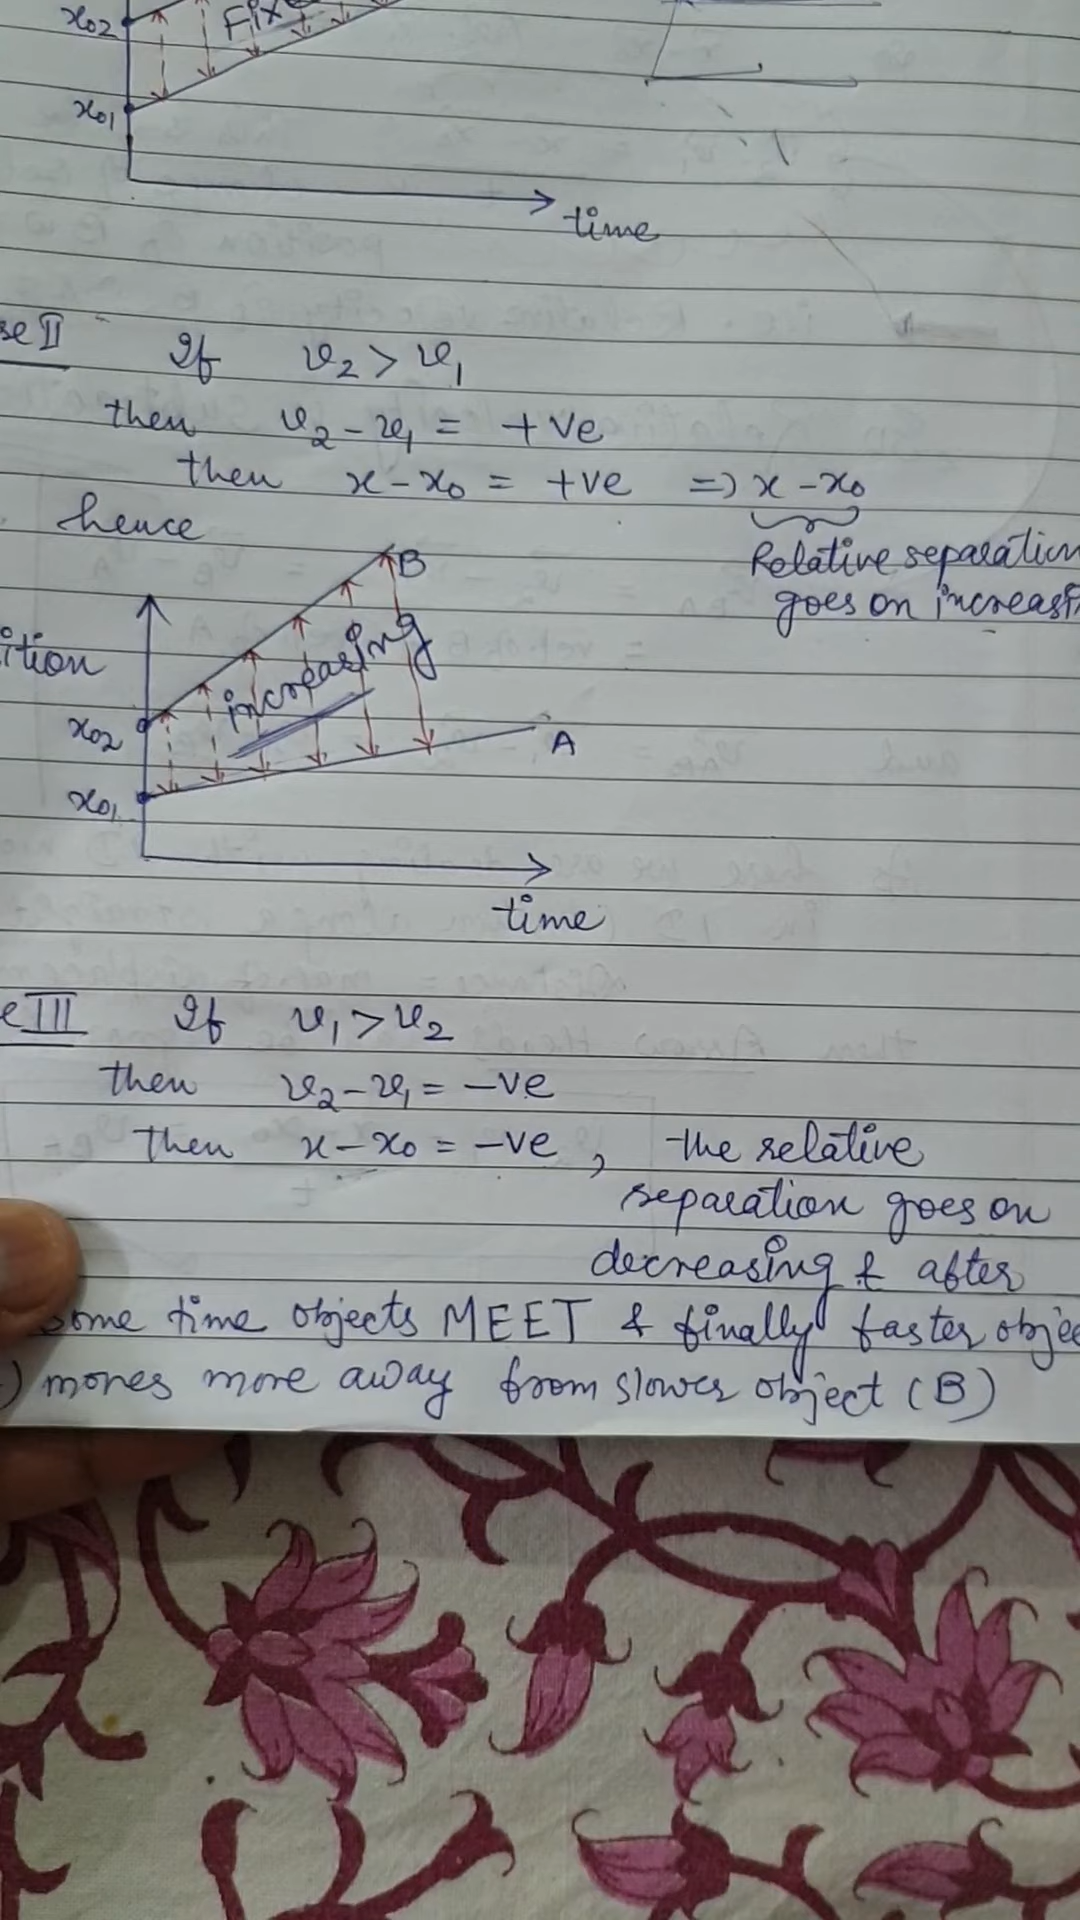 x02
Fix
x01
time
se II If v2 > v1
then v2 - v1 = +ve
then x - x0 = +ve => x - x0
hence
Relative separation
goes on increasi
B
ition
increasing
x02
A
x01
time
e III If v1 > v2
then v2 - v1 = -ve
then x - x0 = -ve , the relative
separation goes on
decreasing & after
some time objects MEET & finally faster objec
) moves more away from slower object (B)